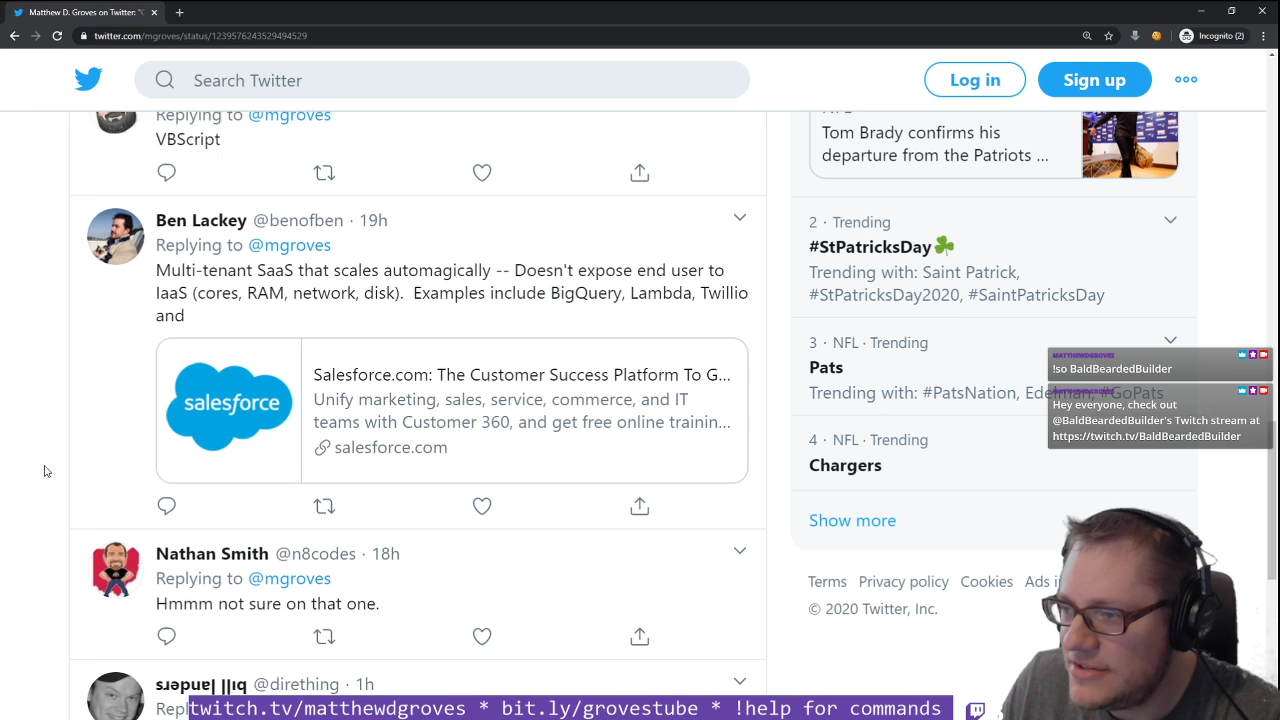 Matthew D. Groves on Twitter: "
twitter.com/mgroves/status/1239576243529494529
Incognito (2)
Search Twitter
Log in
Sign up
Replying to @mgroves
VBScript
Ben Lackey @benofben · 19h
Replying to @mgroves
Multi-tenant SaaS that scales automagically -- Doesn't expose end user to
IaaS (cores, RAM, network, disk). Examples include BigQuery, Lambda, Twillio
and
salesforce
Salesforce.com: The Customer Success Platform To G...
Unify marketing, sales, service, commerce, and IT
teams with Customer 360, and get free online trainin...
salesforce.com
Nathan Smith @n8codes · 18h
Replying to @mgroves
Hmmm not sure on that one.
sɹǝpuɐl llıq @dirething · 1h
Repl
Tom Brady confirms his
departure from the Patriots ...
2 · Trending
#StPatricksDay☘
Trending with: Saint Patrick,
#StPatricksDay2020, #SaintPatricksDay
3 · NFL · Trending
Pats
Trending with: #PatsNation, Edelman, #GoPats
4 · NFL · Trending
Chargers
Show more
Terms Privacy policy Cookies Ads i
© 2020 Twitter, Inc.
MATTHEWDGROVES
!so BaldBeardedBuilder
Hey everyone, check out
@BaldBeardedBuilder's Twitch stream at
https://twitch.tv/BaldBeardedBuilder
twitch.tv/matthewdgroves * bit.ly/grovestube * !help for commands